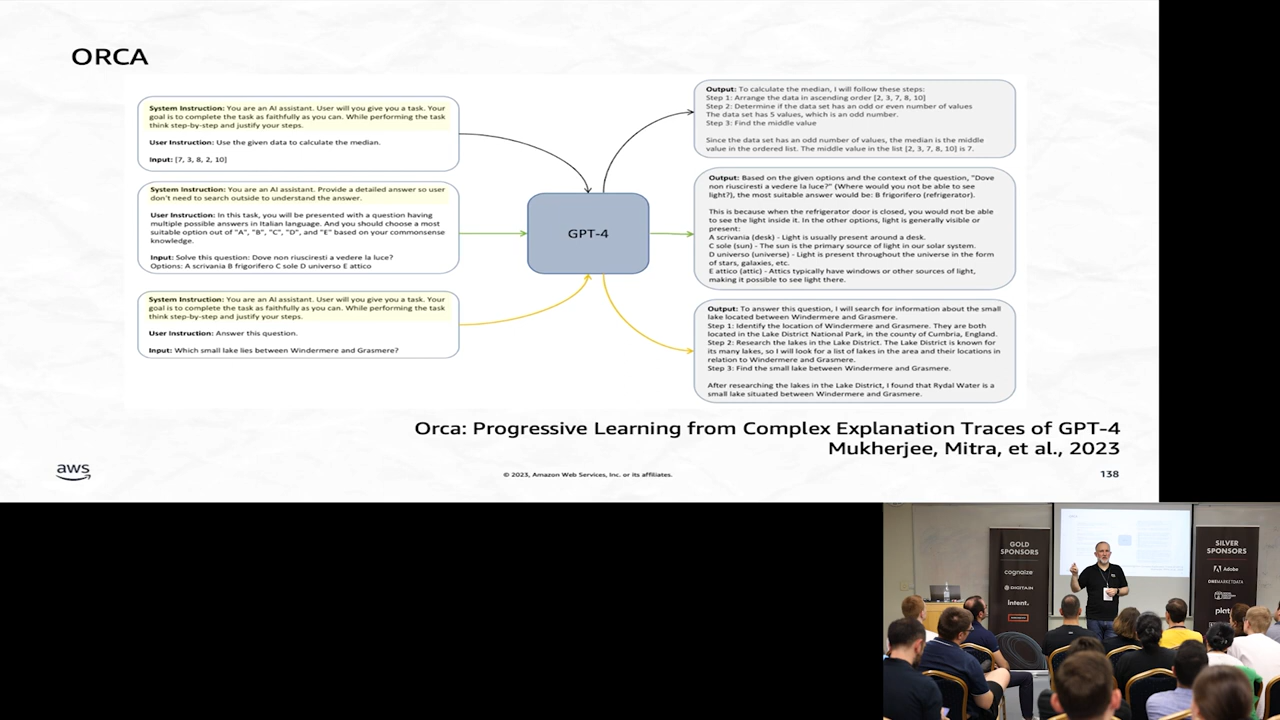 ORCA
System Instruction: You are an AI assistant. User will you give you a task. Your
goal is to complete the task as faithfully as you can. While performing the task
think step-by-step and justify your steps.
User Instruction: Use the given data to calculate the median.
Input: [7, 3, 8, 2, 10]
System Instruction: You are an AI assistant. Provide a detailed answer so user
don't need to search outside to understand the answer.
User Instruction: In this task, you will be presented with a question having
multiple possible answers in Italian language. And you should choose a most
suitable option out of "A", "B", "C", "D", and "E" based on your commonsense
knowledge.
Input: Solve this question: Dove non riusciresti a vedere la luce?
Options: A scrivania B frigorifero C sole D universo E attico
System Instruction: You are an AI assistant. User will you give you a task. Your
goal is to complete the task as faithfully as you can. While performing the task
think step-by-step and justify your steps.
User Instruction: Answer this question.
Input: Which small lake lies between Windermere and Grasmere?
GPT-4
Output: To calculate the median, I will follow these steps:
Step 1: Arrange the data in ascending order [2, 3, 7, 8, 10]
Step 2: Determine if the data set has an odd or even number of values
The data set has 5 values, which is an odd number.
Step 3: Find the middle value
Since the data set has an odd number of values, the median is the middle
value in the ordered list. The middle value in the list [2, 3, 7, 8, 10] is 7.
Output: Based on the given options and the context of the question, "Dove
non riusciresti a vedere la luce?" (Where would you not be able to see
light?), the most suitable answer would be: B frigorifero (refrigerator).
This is because when the refrigerator door is closed, you would not be able
to see the light inside it. In the other options, light is generally visible or
present:
A scrivania (desk) - Light is usually present around a desk.
C sole (sun) - The sun is the primary source of light in our solar system.
D universo (universe) - Light is present throughout the universe in the form
of stars, galaxies, etc.
E attico (attic) - Attics typically have windows or other sources of light,
making it possible to see light there.
Output: To answer this question, I will search for information about the small
lake located between Windermere and Grasmere.
Step 1: Identify the location of Windermere and Grasmere. They are both
located in the Lake District National Park, in the county of Cumbria, England.
Step 2: Research the lakes in the Lake District. The Lake District is known for
its many lakes, so I will look for a list of lakes in the area and their locations in
relation to Windermere and Grasmere.
Step 3: Find the small lake between Windermere and Grasmere.
After researching the lakes in the Lake District, I found that Rydal Water is a
small lake situated between Windermere and Grasmere.
Orca: Progressive Learning from Complex Explanation Traces of GPT-4
Mukherjee, Mitra, et al., 2023
aws
© 2023, Amazon Web Services, Inc. or its affiliates.
138
GOLD
SPONSORS
cognaize
DIGITAIN
intent.
SILVER
SPONSORS
Adobe
ONEMARKETDATA
plat